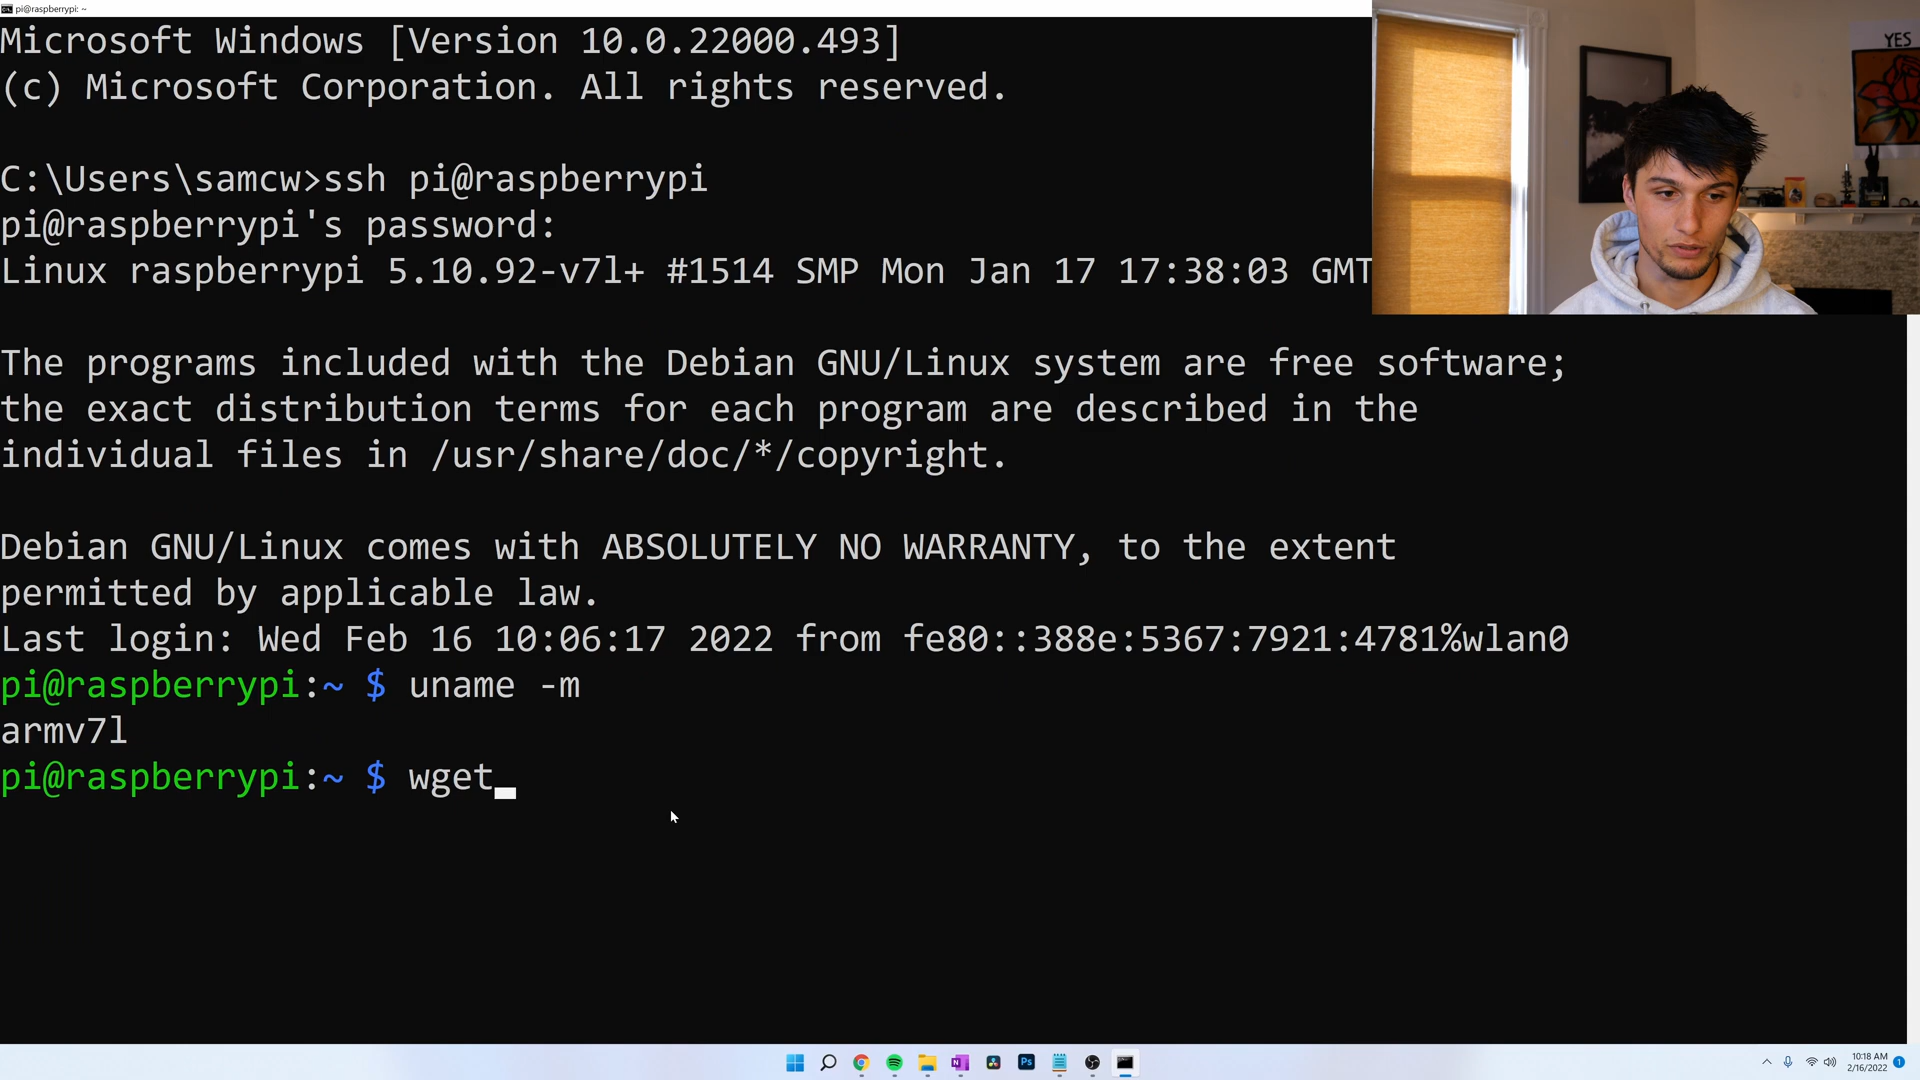 pi@raspberrypi: ~
Microsoft Windows [Version 10.0.22000.493]
(c) Microsoft Corporation. All rights reserved.
C:\Users\samcw>ssh pi@raspberrypi
pi@raspberrypi's password:
Linux raspberrypi 5.10.92-v7l+ #1514 SMP Mon Jan 17 17:38:03 GMT
The programs included with the Debian GNU/Linux system are free software;
the exact distribution terms for each program are described in the
individual files in /usr/share/doc/*/copyright.
Debian GNU/Linux comes with ABSOLUTELY NO WARRANTY, to the extent
permitted by applicable law.
Last login: Wed Feb 16 10:06:17 2022 from fe80::388e:5367:7921:4781%wlan0
pi@raspberrypi:~ $ uname -m
armv7l
pi@raspberrypi:~ $ wget
YES
N
Ps
10:18 AM
2/16/2022
1